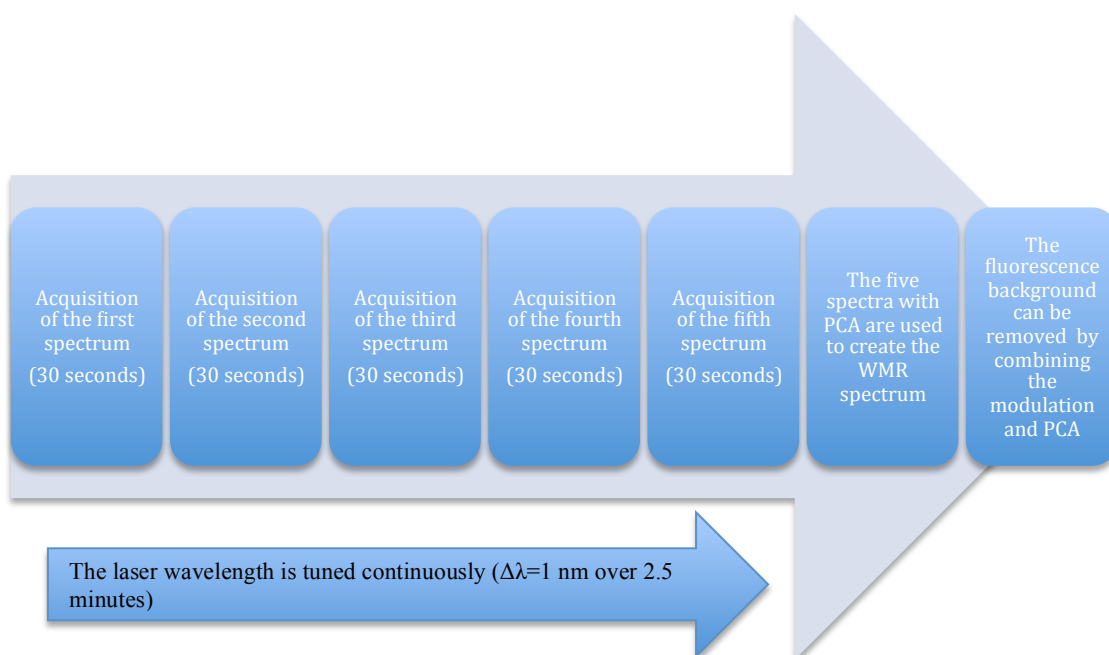 Acquisition
of the first
spectrum
(30 seconds)
Acquisition
of the second
spectrum
(30 seconds)
Acquisition
of the third
spectrum
(30 seconds)
Acquisition
of the fourth
spectrum
(30 seconds)
Acquisition
of the fifth
spectrum
(30 seconds)
The five
spectra with
PCA are used
to create the
WMR
spectrum
The
fluorescence
background
can be
removed by
combining
the
modulation
and PCA
The laser wavelength is tuned continuously (Δλ=1 nm over 2.5
minutes)